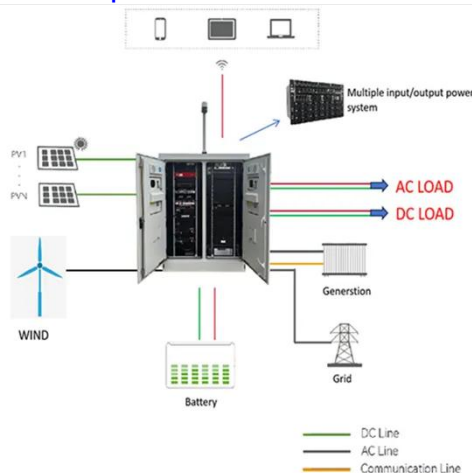 Multiple input/output power
system
PV1
PVN
AC LOAD
DC LOAD
WIND
Generstion
Grid
Battery
DC Line
AC Line
Communication Line